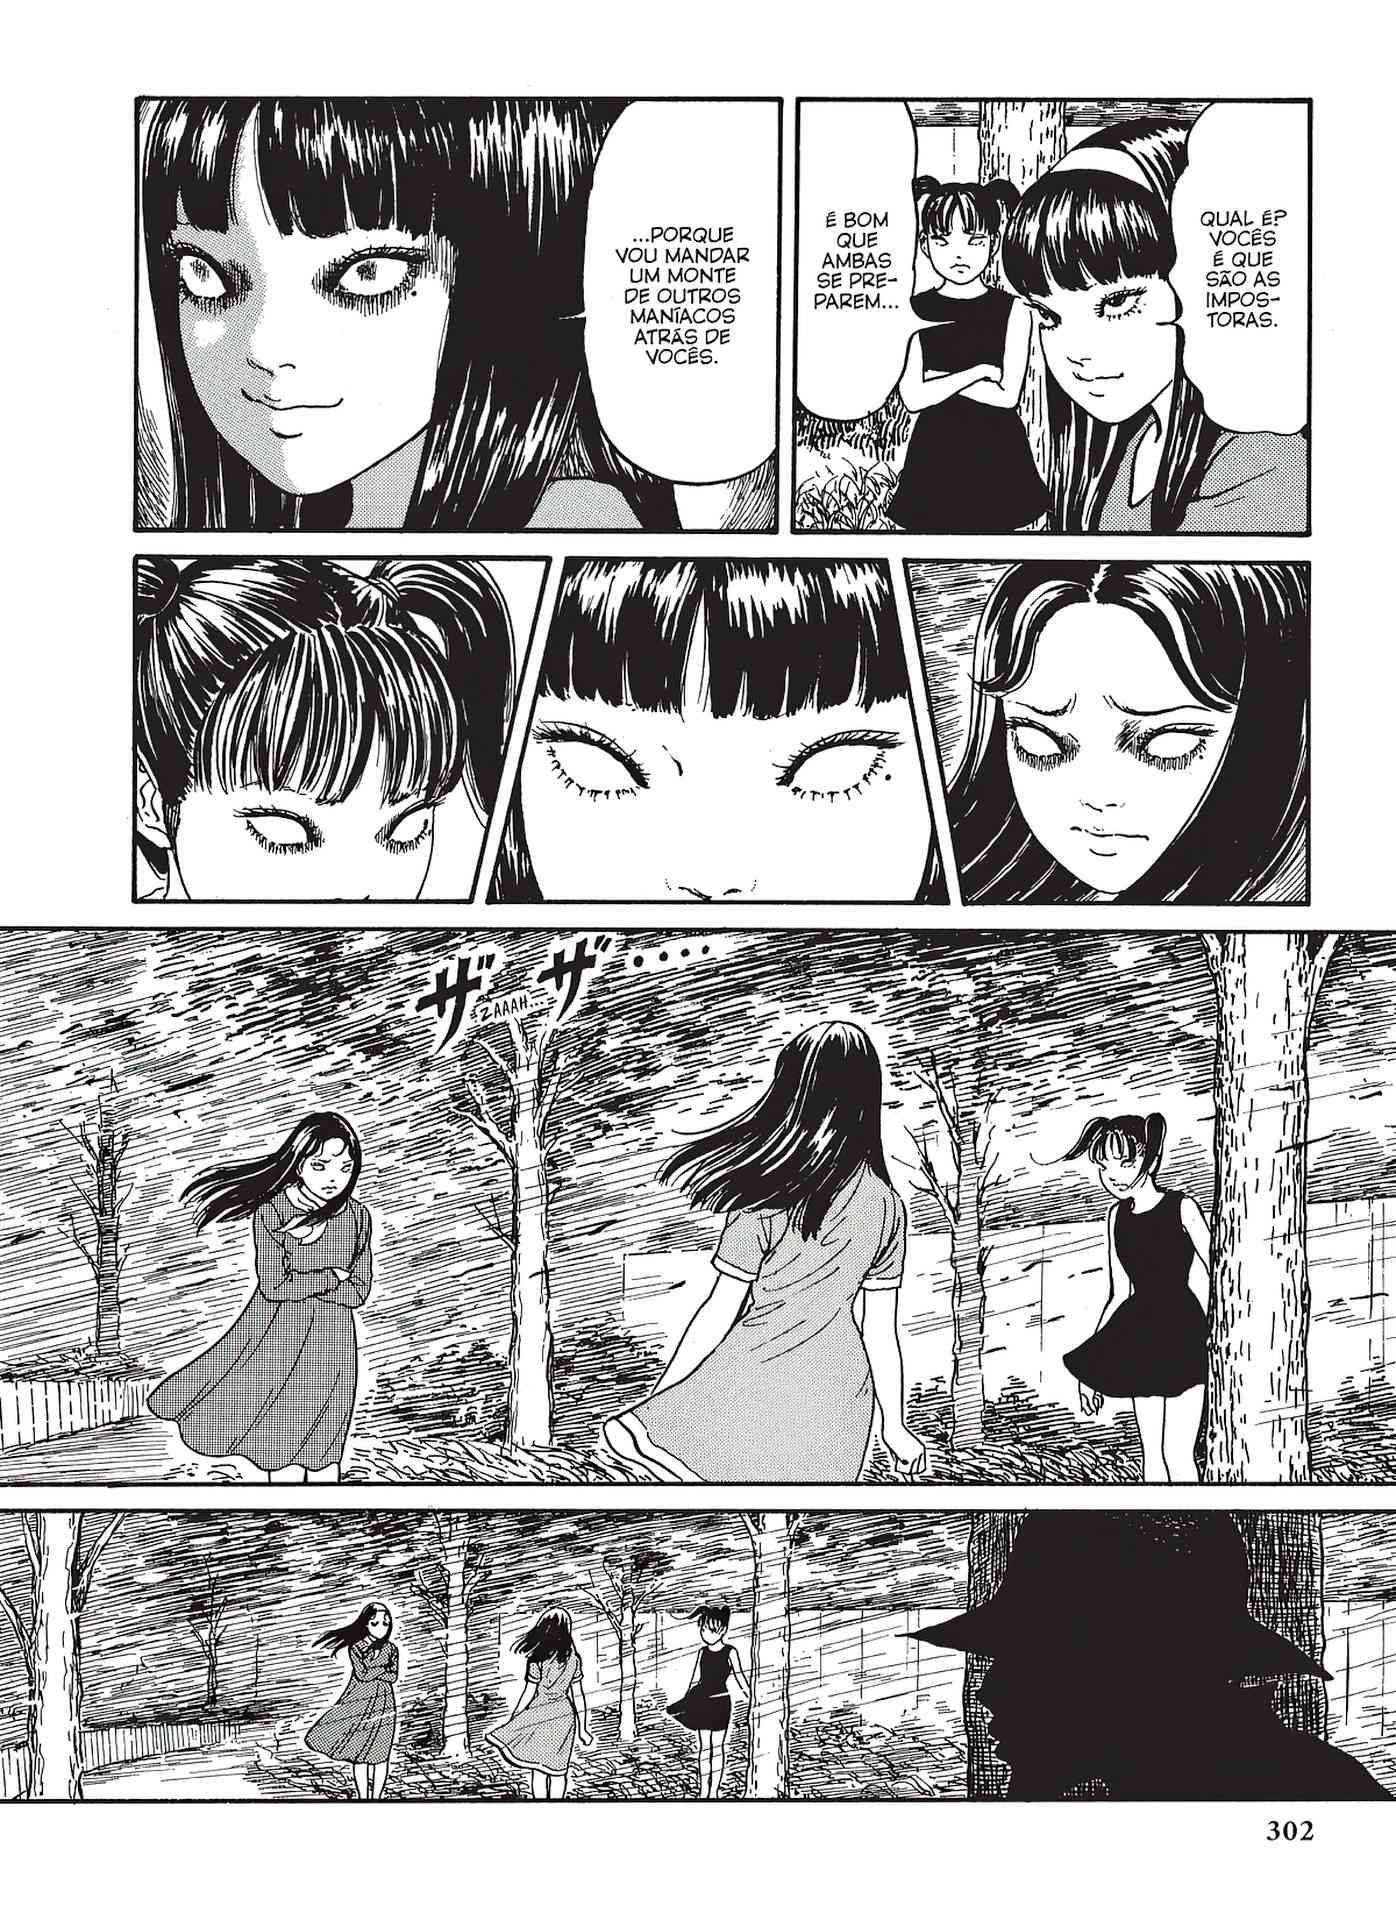 QUAL É?
VOCÊS
É QUE
SÃO AS
IMPOS-
TORAS.
É BOM
QUE
AMBAS
SE PRE-
PAREM...
...PORQUE
VOU MANDAR
UM MONTE
DE OUTROS
MANÍACOS
ATRÁS DE
VOCÊS.
ザザ....
ZAAAH...
302